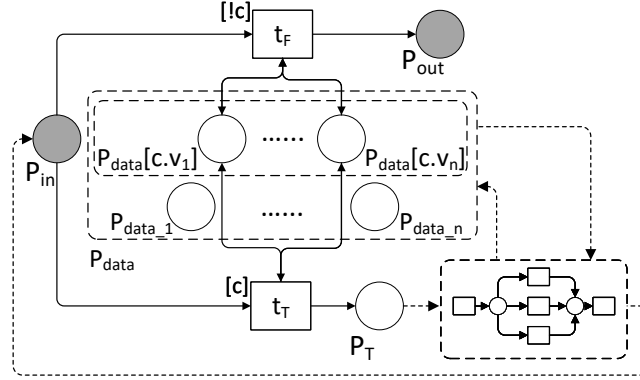 [!c]
t_F
P_out
P_in
P_data[c.v_1]
......
P_data[c.v_n]
P_data_1
......
P_data_n
P_data
[c]
t_T
P_T